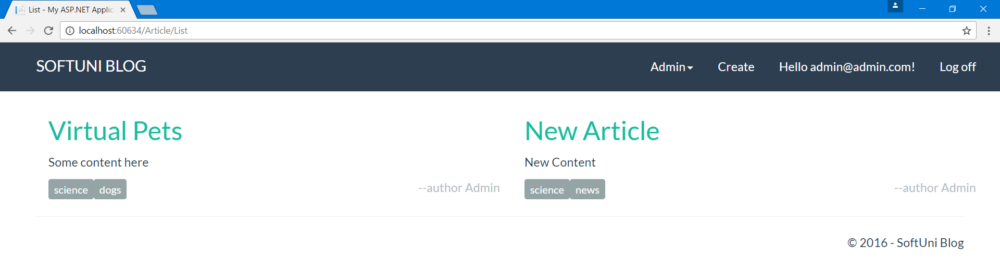 List - My ASP.NET Applic
localhost:60634/Article/List
SOFTUNI BLOG
Admin Create Hello admin@admin.com! Log off
Virtual Pets
Some content here
science dogs --author Admin
New Article
New Content
science news --author Admin
© 2016 - SoftUni Blog